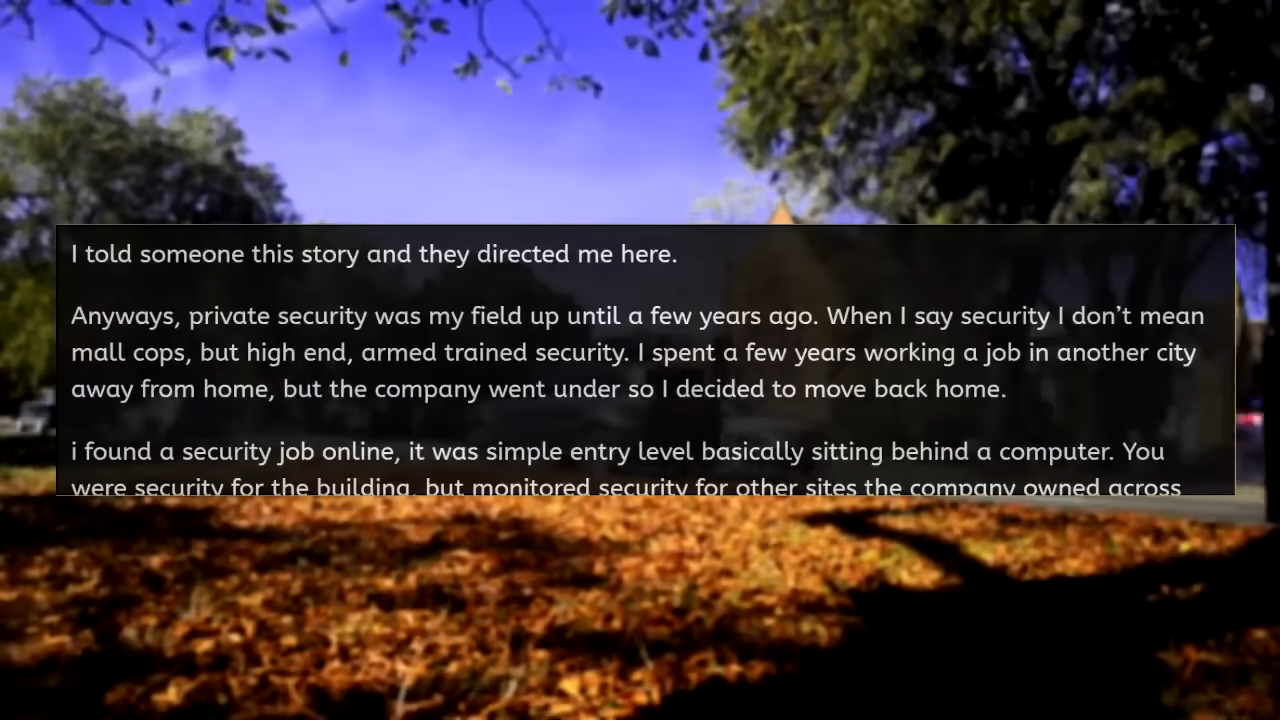 I told someone this story and they directed me here.
Anyways, private security was my field up until a few years ago. When I say security I don’t mean
mall cops, but high end, armed trained security. I spent a few years working a job in another city
away from home, but the company went under so I decided to move back home.
i found a security job online, it was simple entry level basically sitting behind a computer. You
were security for the building, but monitored security for other sites the company owned across